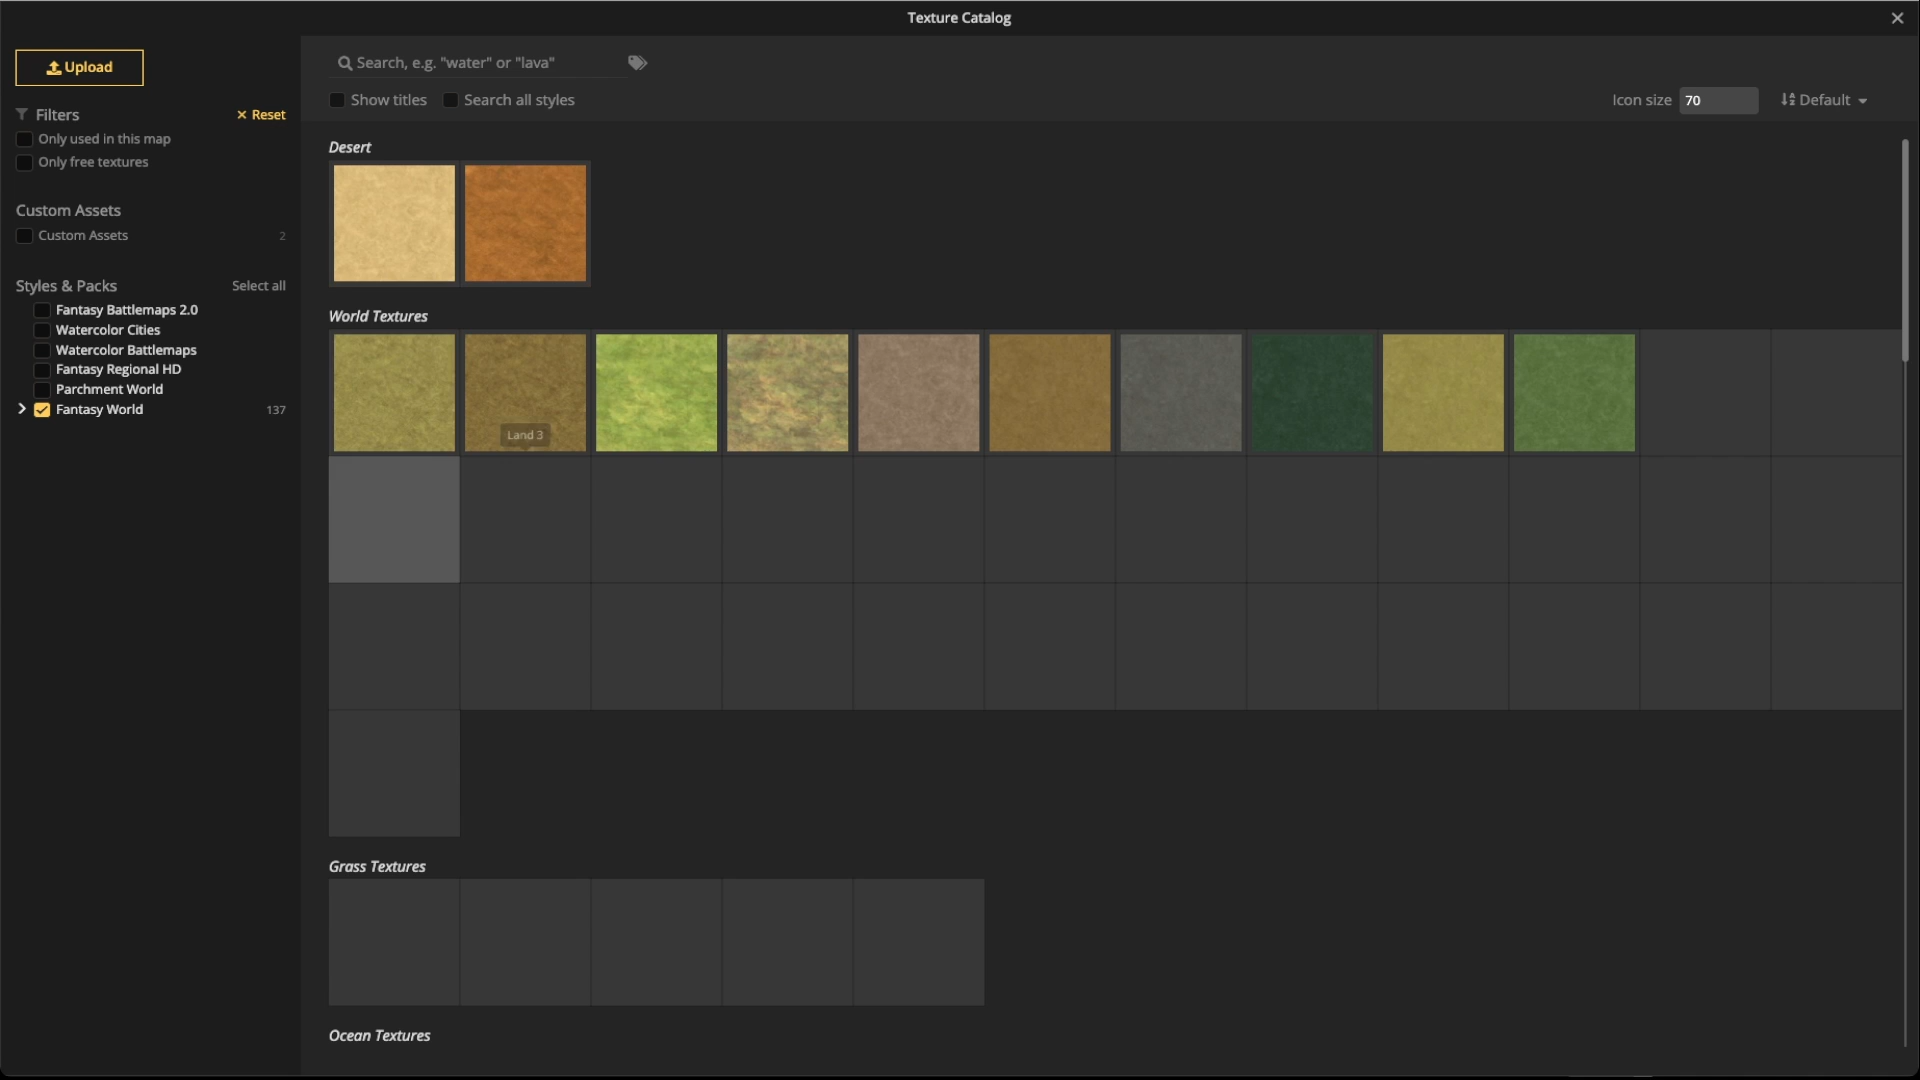 Texture Catalog
Upload
Filters
Reset
Only used in this map
Only free textures
Custom Assets
Custom Assets
2
Styles & Packs
Select all
Fantasy Battlemaps 2.0
Watercolor Cities
Watercolor Battlemaps
Fantasy Regional HD
Parchment World
Fantasy World
137
Search, e.g. "water" or "lava"
Show titles
Search all styles
Icon size
70
Default
Desert
World Textures
Land 3
Grass Textures
Ocean Textures